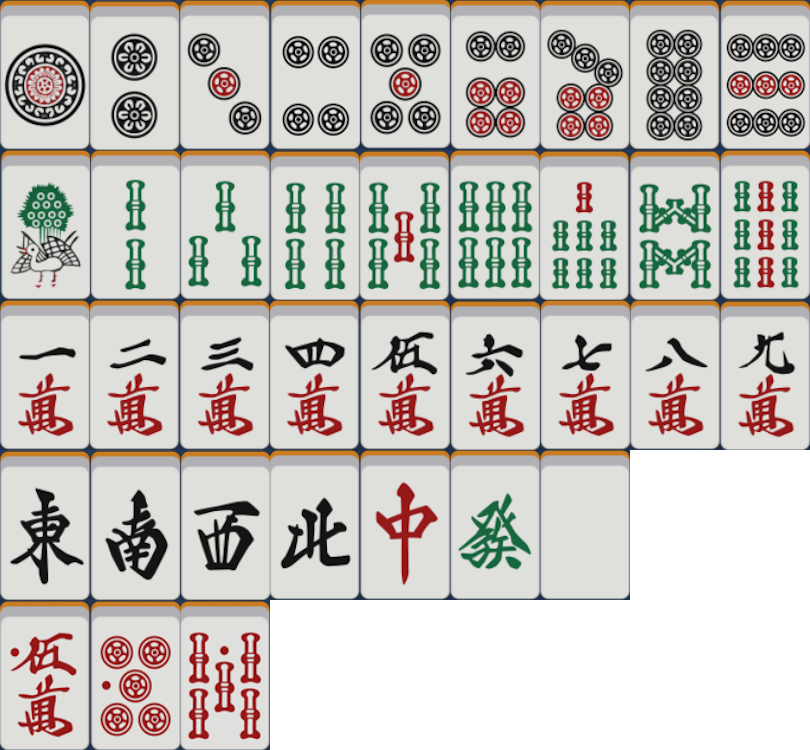 一 二 三 四 伍 六 七 八 九
萬 萬 萬 萬 萬 萬 萬 萬 萬
東 南 西 北 中 發
伍
萬